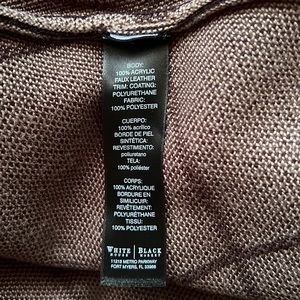 BODY:
100% ACRYLIC
FAUX LEATHER
TRIM: COATING:
POLYURETHANE
FABRIC:
100% POLYESTER
CUERPO:
100% acrílico
BORDE DE PIEL
SINTÉTICA:
REVESTIMIENTO:
poliuretano
TELA:
100% poliéster
CORPS:
100% ACRYLIQUE
BORDURE EN
SIMILICUIR:
REVÊTEMENT:
POLYURÉTHANE
TISSU:
100% POLYESTER
WHITE | BLACK
HOUSE | MARKET
11215 METRO PARKWAY
FORT MYERS, FL 33966